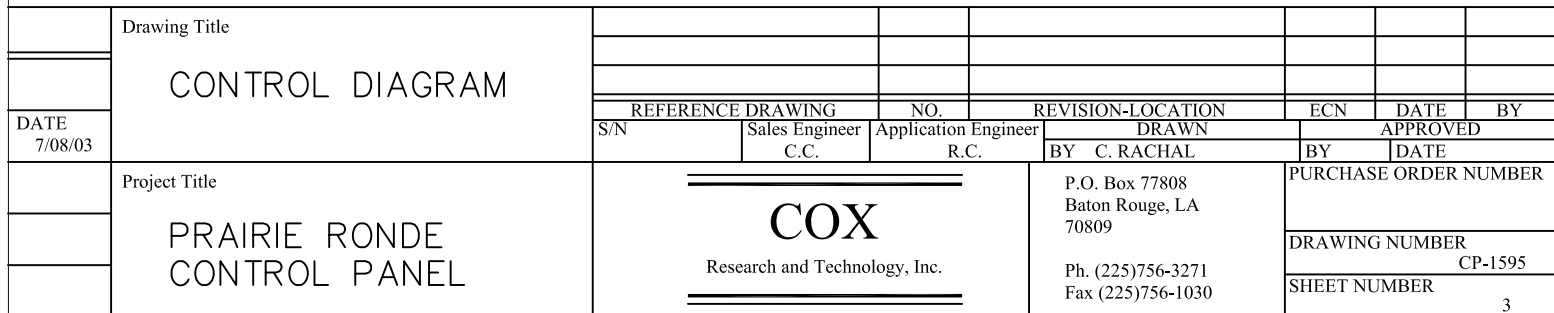 Drawing Title
CONTROL DIAGRAM
DATE
7/08/03
REFERENCE DRAWING NO. REVISION-LOCATION ECN DATE BY
S/N Sales Engineer Application Engineer DRAWN APPROVED
C.C. R.C. BY C. RACHAL BY DATE
Project Title
PRAIRIE RONDE
CONTROL PANEL
COX
Research and Technology, Inc.
P.O. Box 77808
Baton Rouge, LA
70809
Ph. (225)756-3271
Fax (225)756-1030
PURCHASE ORDER NUMBER
DRAWING NUMBER
CP-1595
SHEET NUMBER
3